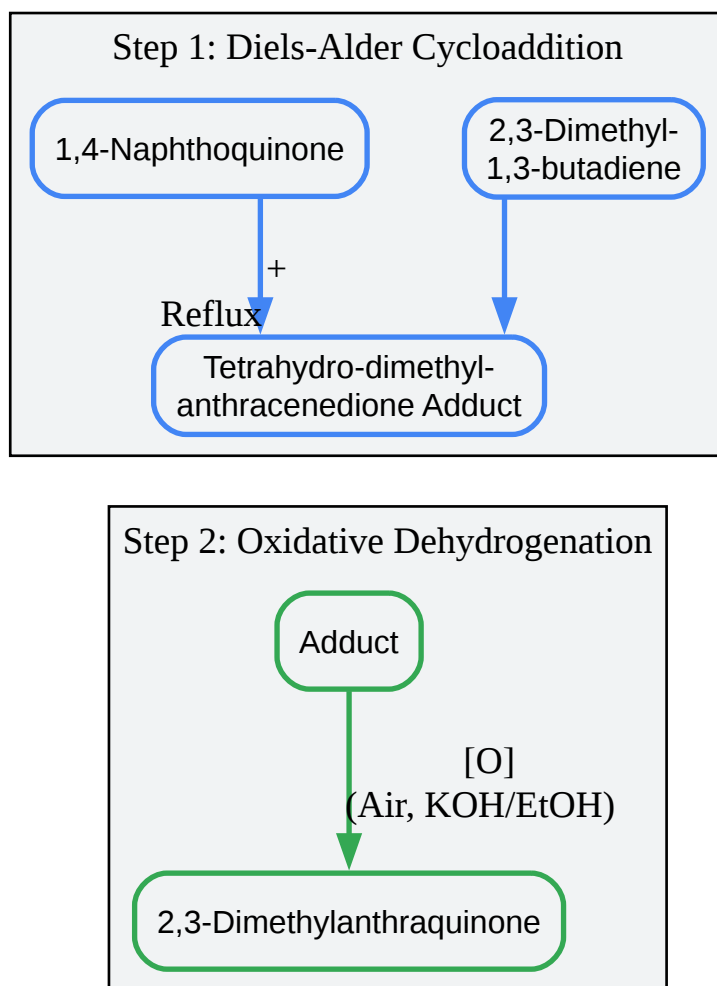 Step 1: Diels-Alder Cycloaddition
1,4-Naphthoquinone
2,3-Dimethyl-
1,3-butadiene
+
Reflux
Tetrahydro-dimethyl-
anthracenedione Adduct
Step 2: Oxidative Dehydrogenation
Adduct
[O]
(Air, KOH/EtOH)
2,3-Dimethylanthraquinone